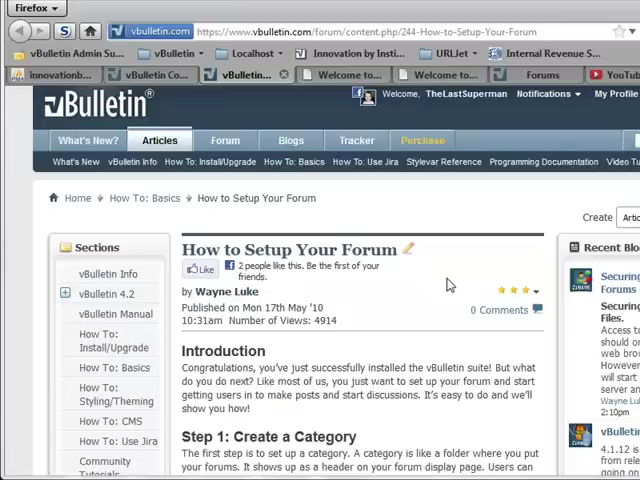 Firefox
vbulletin.com
https://www.vbulletin.com/forum/content.php/244-How-to-Setup-Your-Forum
vBulletin Admin Su...
vBulletin
Localhost
Innovation by Insti...
URLJet
Internal Revenue S...
innovationb...
vBulletin Co...
vBulletin...
Welcome to...
Welcome to...
Forums
YouTub
vBulletin®
Welcome, TheLastSuperman
Notifications
My Profile
What's New?
Articles
Forum
Blogs
Tracker
Purchase
What's New
vBulletin Info
How To: Install/Upgrade
How To: Basics
How To: Use Jira
Stylevar Reference
Programming Documentation
Video Tu
Home
How To: Basics
How to Setup Your Forum
Create
Artic
Sections
vBulletin Info
vBulletin 4.2
vBulletin Manual
How To:
Install/Upgrade
How To: Basics
How To:
Styling/Theming
How To: CMS
How To: Use Jira
Community
Tutorials
How to Setup Your Forum
Like
2 people like this. Be the first of your
friends.
by Wayne Luke
Published on Mon 17th May '10
10:31am Number of Views: 4914
0 Comments
Introduction
Congratulations, you've just successfully installed the vBulletin suite! But what
do you do next? Like most of us, you just want to set up your forum and start
getting users in to make posts and start discussions. It's easy to do and we'll
show you how!
Step 1: Create a Category
The first step is to set up a category. A category is like a folder where you put
your forums. It shows up as a header on your forum display page. Users can
Recent Blo
Securing
Forums
Securing
Files.
Access to
should o
web brow
However
will start
server an
Wayne Luk
2:10pm
vBulleti
4.1.12 s
from rele
going on